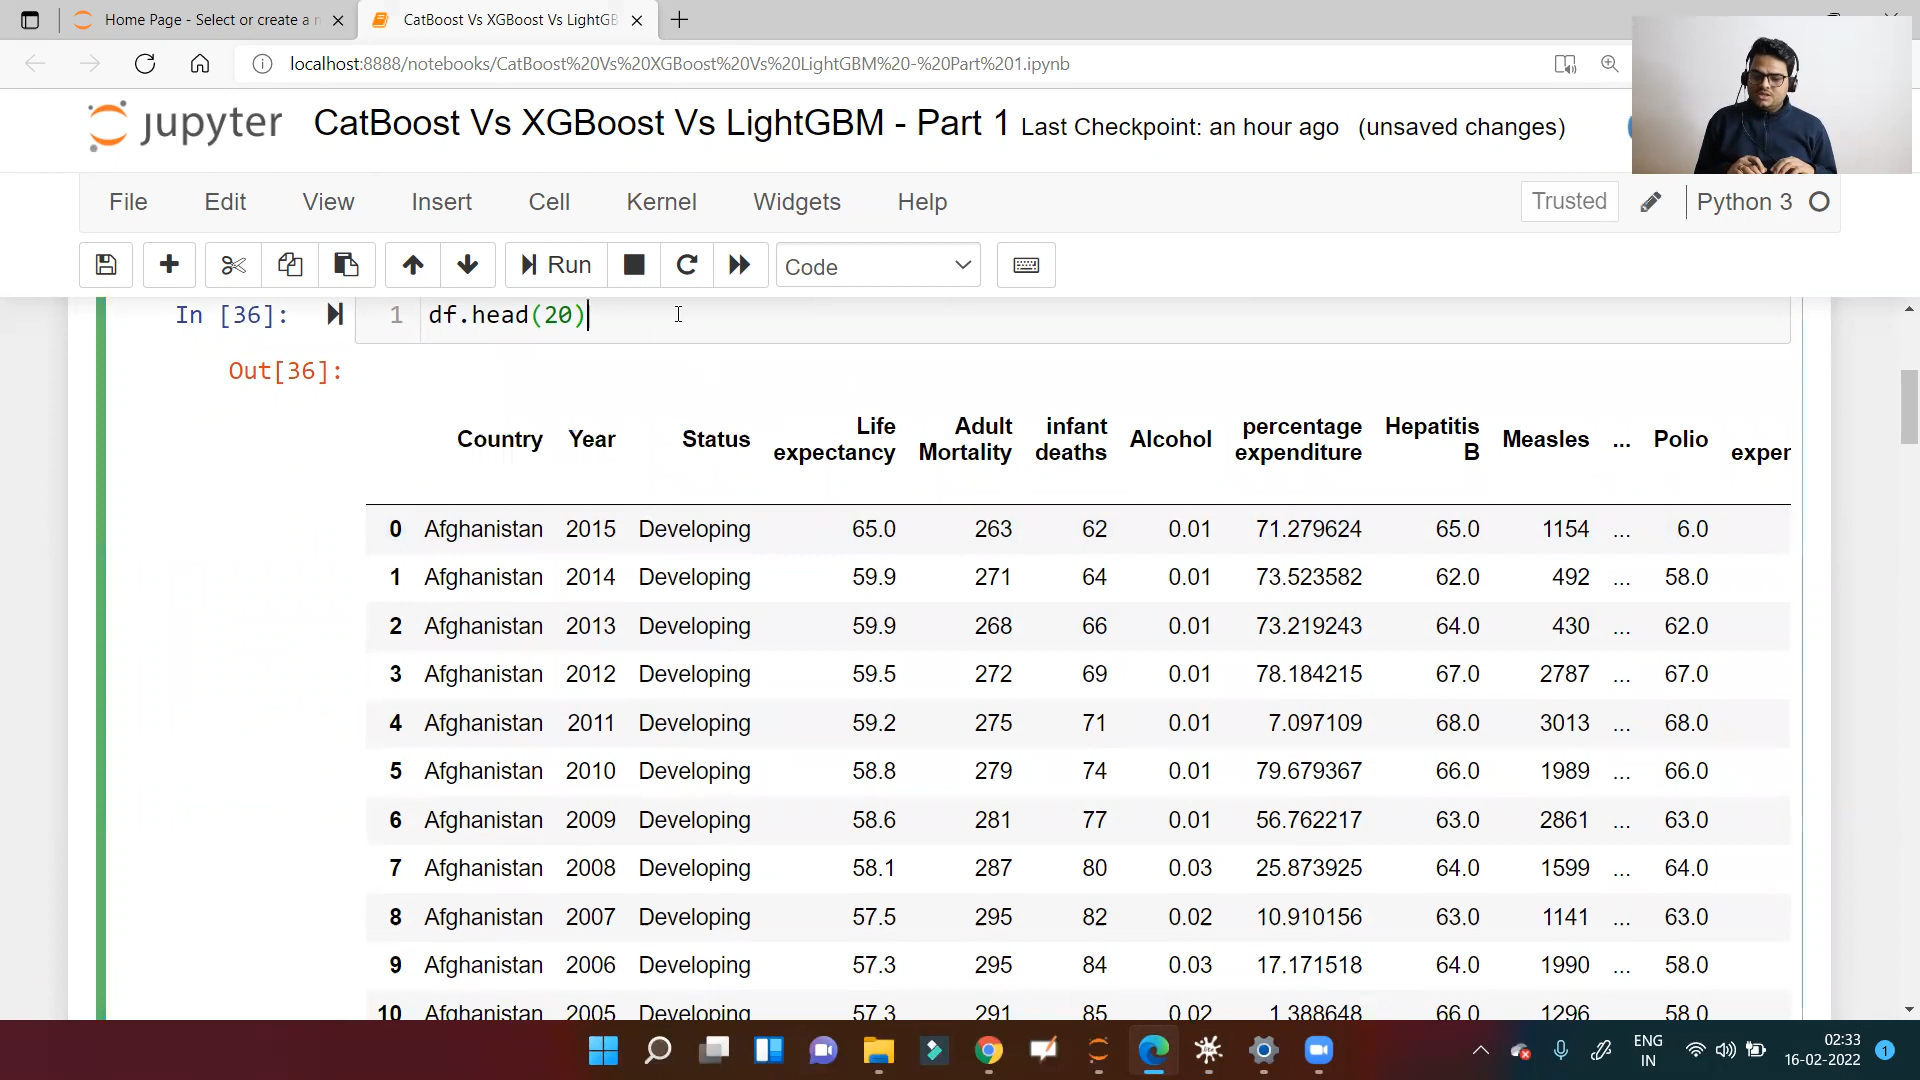 Home Page - Select or create a n
CatBoost Vs XGBoost Vs LightGB
localhost:8888/notebooks/CatBoost%20Vs%20XGBoost%20Vs%20LightGBM%20-%20Part%201.ipynb
jupyter CatBoost Vs XGBoost Vs LightGBM - Part 1 Last Checkpoint: an hour ago (unsaved changes)
File Edit View Insert Cell Kernel Widgets Help Trusted Python 3
Run Code
In [36]: 1 df.head(20)
Out[36]:
Country Year Status Life expectancy Adult Mortality infant deaths Alcohol percentage expenditure Hepatitis B Measles ... Polio exper
0 Afghanistan 2015 Developing 65.0 263 62 0.01 71.279624 65.0 1154 ... 6.0
1 Afghanistan 2014 Developing 59.9 271 64 0.01 73.523582 62.0 492 ... 58.0
2 Afghanistan 2013 Developing 59.9 268 66 0.01 73.219243 64.0 430 ... 62.0
3 Afghanistan 2012 Developing 59.5 272 69 0.01 78.184215 67.0 2787 ... 67.0
4 Afghanistan 2011 Developing 59.2 275 71 0.01 7.097109 68.0 3013 ... 68.0
5 Afghanistan 2010 Developing 58.8 279 74 0.01 79.679367 66.0 1989 ... 66.0
6 Afghanistan 2009 Developing 58.6 281 77 0.01 56.762217 63.0 2861 ... 63.0
7 Afghanistan 2008 Developing 58.1 287 80 0.03 25.873925 64.0 1599 ... 64.0
8 Afghanistan 2007 Developing 57.5 295 82 0.02 10.910156 63.0 1141 ... 63.0
9 Afghanistan 2006 Developing 57.3 295 84 0.03 17.171518 64.0 1990 ... 58.0
10 Afghanistan 2005 Developing 57.3 291 85 0.02 1.388648 66.0 1296 ... 58.0
ENG
IN
02:33
16-02-2022
1